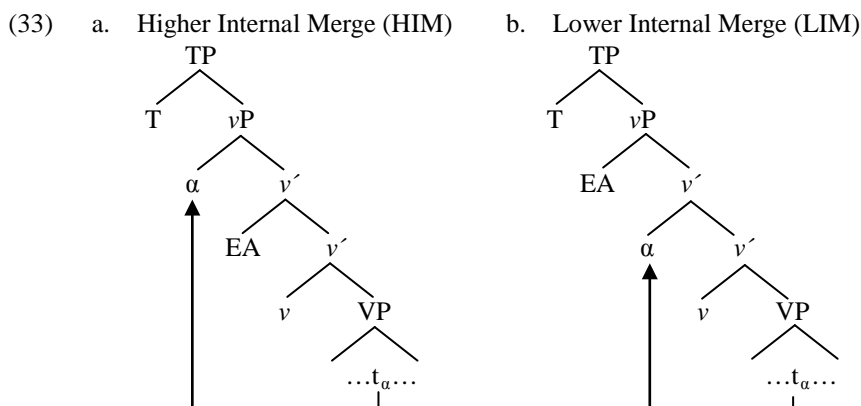 (33) a. Higher Internal Merge (HIM) b. Lower Internal Merge (LIM)
TP TP
T vP T vP
α v´ EA v´
EA v´ α v´
v VP v VP
…tα… …tα…